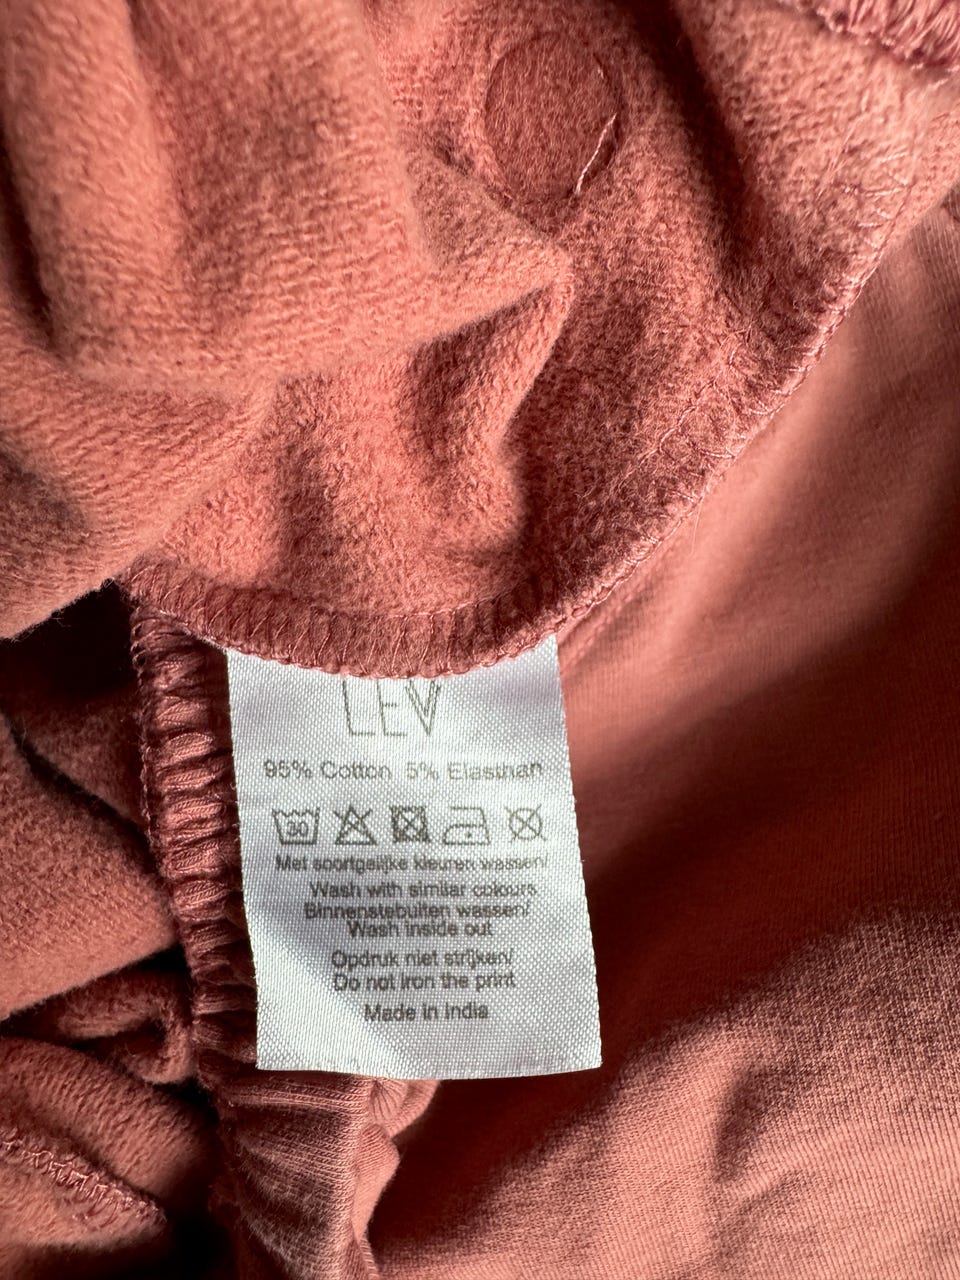 LEV
95% Cotton 5% Elasthan
30
Met soortgelijke kleuren wassen/
Wash with similar colours
Binnenstebuiten wassen/
Wash inside out
Opdruk niet strijken/
Do not iron the print
Made in India